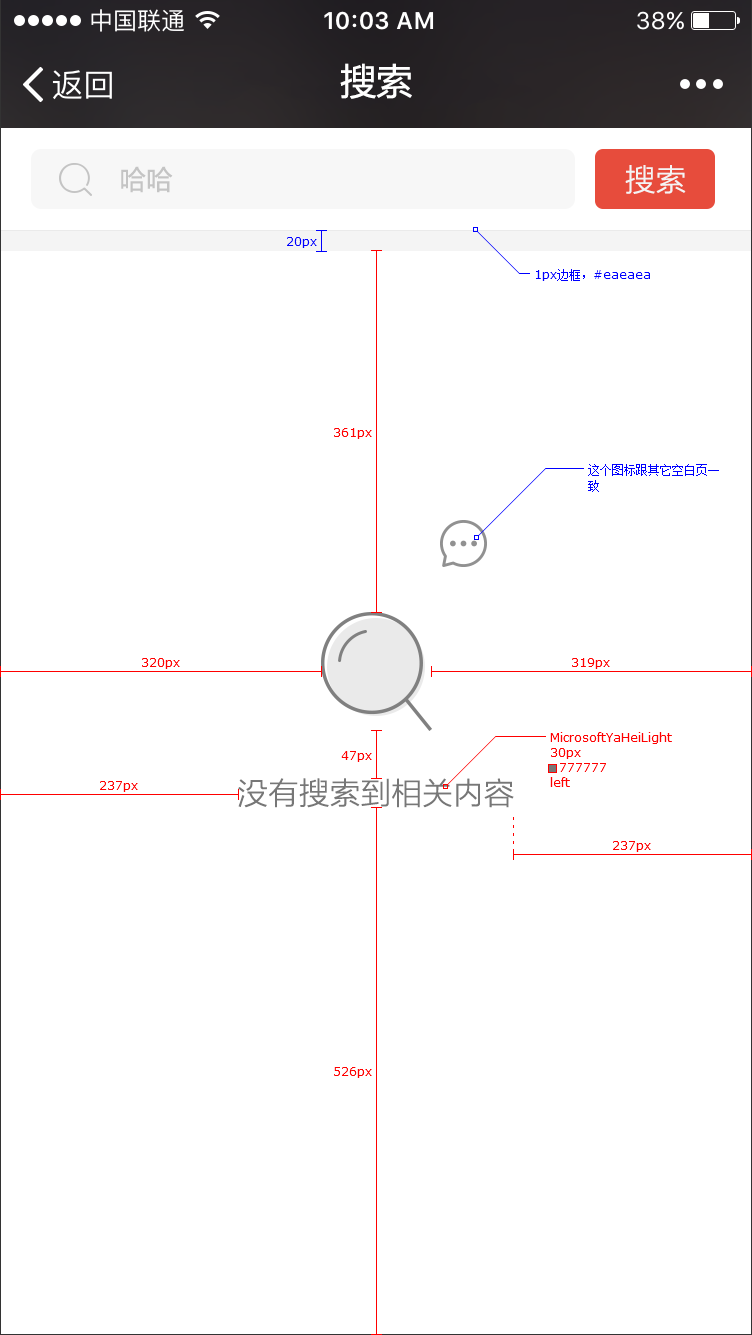 中国联通 10:03 AM 38%
返回 搜索
哈哈 搜索
20px
1px边框，#eaeaea
361px
这个图标跟其它空白页一
致
320px 319px
MicrosoftYaHeiLight
47px 30px
777777
237px left
没有搜索到相关内容
237px
526px